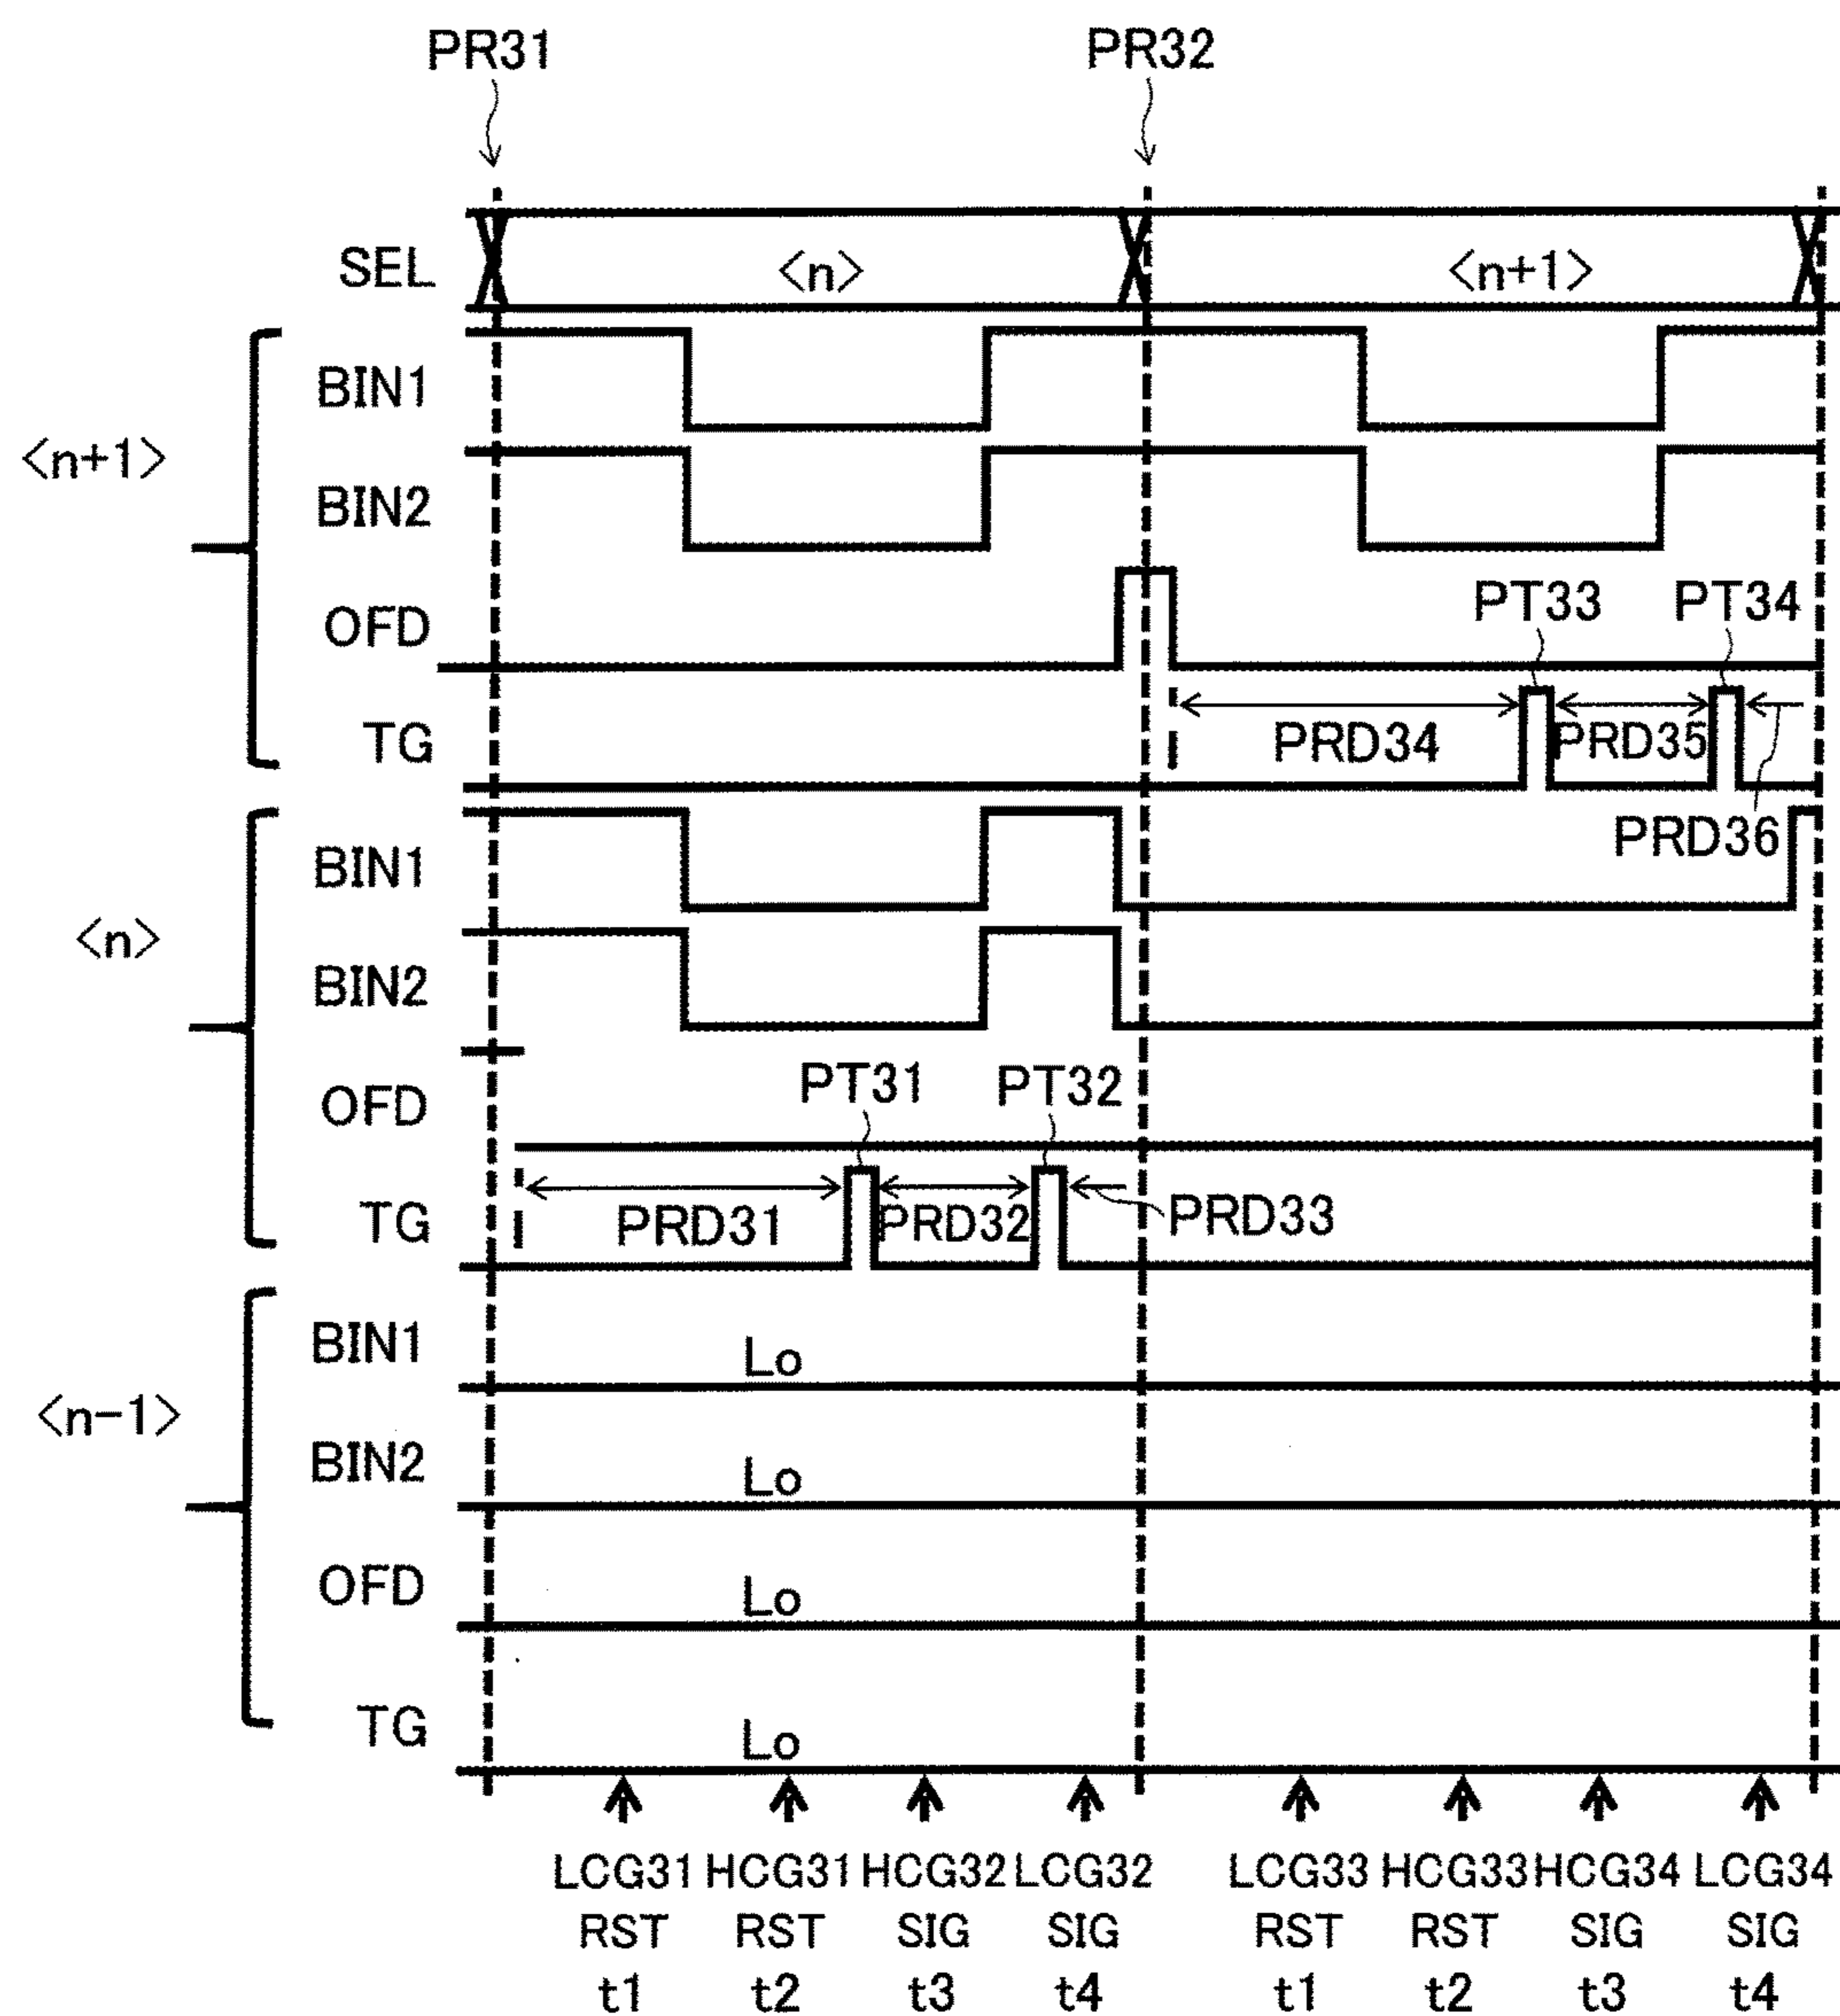 PR31 PR32
SEL <n> <n+1>
<n+1>
BIN1
BIN2
OFD PT33 PT34
TG PRD34 PRD35
PRD36
<n>
BIN1
BIN2
OFD PT31 PT32
TG PRD31 PRD32 PRD33
<n-1>
BIN1 Lo
BIN2 Lo
OFD Lo
TG Lo
LCG31 HCG31 HCG32 LCG32 LCG33 HCG33 HCG34 LCG34
RST RST SIG SIG RST RST SIG SIG
t1 t2 t3 t4 t1 t2 t3 t4